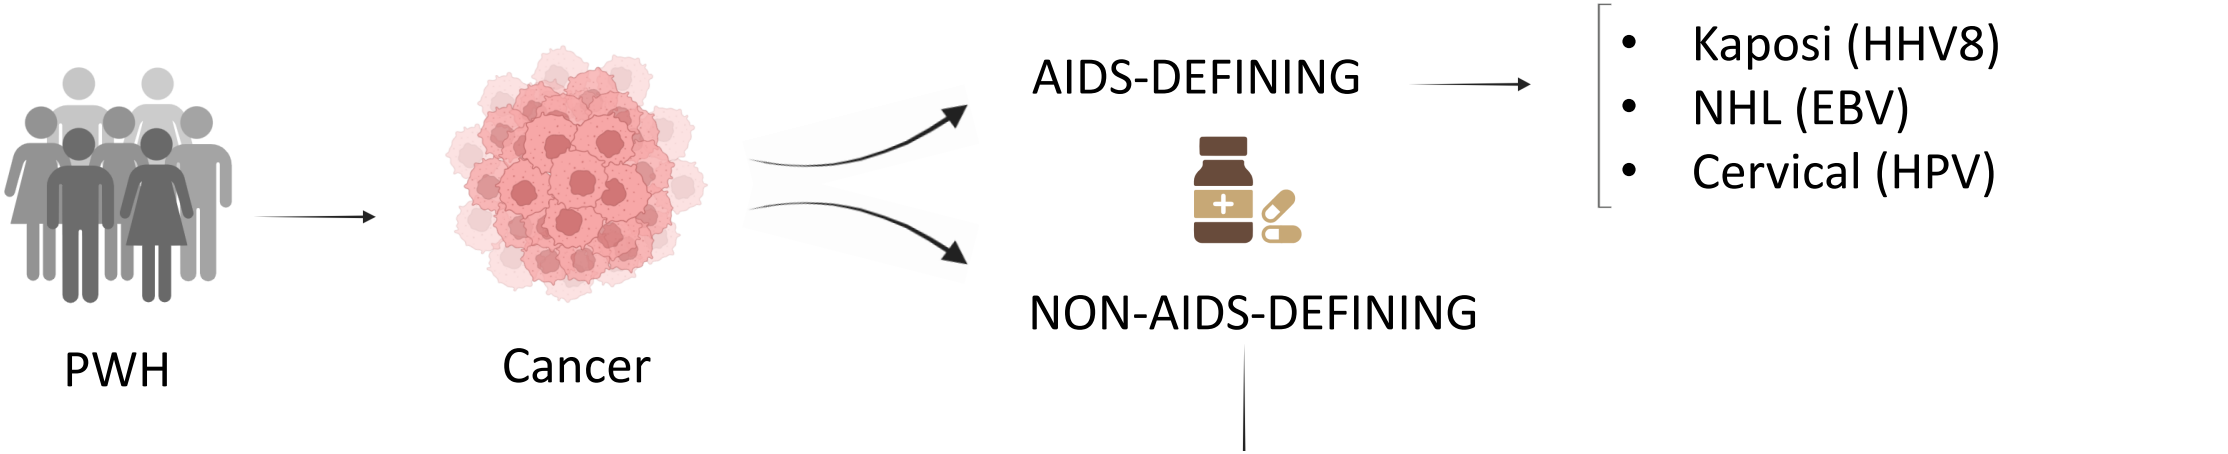 AIDS-DEFINING
• Kaposi (HHV8)
• NHL (EBV)
• Cervical (HPV)
NON-AIDS-DEFINING
PWH
Cancer